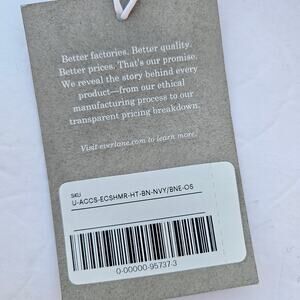 Better factories. Better quality.
Better prices. That's our promise.
We reveal the story behind every
product—from our ethical
manufacturing process to our
transparent pricing breakdown.
Visit everlane.com to learn more.
SKU
U-ACCS-ECSHMR-HT-BN-NVY/BNE-OS
0-00000-95737-3